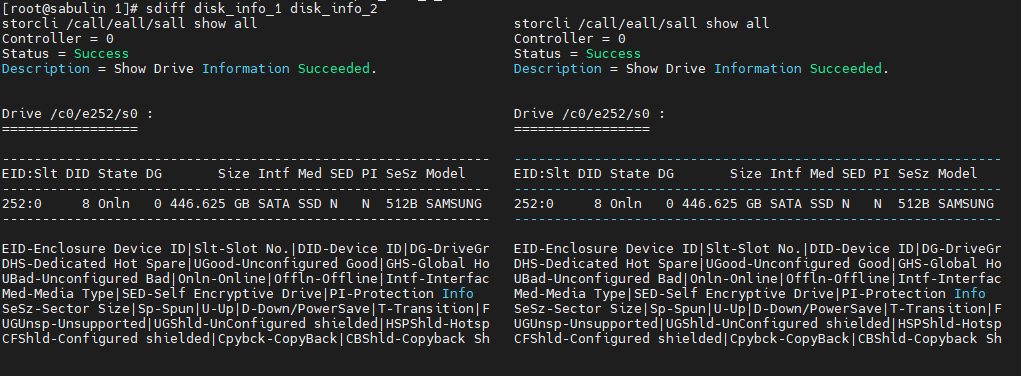 [root@sabulin 1]# sdiff disk_info_1 disk_info_2
storcli /call/eall/sall show all                                storcli /call/eall/sall show all
Controller = 0                                                  Controller = 0
Status = Success                                                Status = Success
Description = Show Drive Information Succeeded.                 Description = Show Drive Information Succeeded.
Drive /c0/e252/s0 :                                             Drive /c0/e252/s0 :
=================                                               =================
-------------------------------------------------------------   -------------------------------------------------------------
EID:Slt DID State DG       Size Intf Med SED PI SeSz Model      EID:Slt DID State DG       Size Intf Med SED PI SeSz Model
-------------------------------------------------------------   -------------------------------------------------------------
252:0     8 Onln   0 446.625 GB SATA SSD N   N  512B SAMSUNG    252:0     8 Onln   0 446.625 GB SATA SSD N   N  512B SAMSUNG
-------------------------------------------------------------   -------------------------------------------------------------
EID-Enclosure Device ID|Slt-Slot No.|DID-Device ID|DG-DriveGr   EID-Enclosure Device ID|Slt-Slot No.|DID-Device ID|DG-DriveGr
DHS-Dedicated Hot Spare|UGood-Unconfigured Good|GHS-Global Ho   DHS-Dedicated Hot Spare|UGood-Unconfigured Good|GHS-Global Ho
UBad-Unconfigured Bad|Onln-Online|Offln-Offline|Intf-Interfac   UBad-Unconfigured Bad|Onln-Online|Offln-Offline|Intf-Interfac
Med-Media Type|SED-Self Encryptive Drive|PI-Protection Info     Med-Media Type|SED-Self Encryptive Drive|PI-Protection Info
SeSz-Sector Size|Sp-Spun|U-Up|D-Down/PowerSave|T-Transition|F   SeSz-Sector Size|Sp-Spun|U-Up|D-Down/PowerSave|T-Transition|F
UGUnsp-Unsupported|UGShld-UnConfigured shielded|HSPShld-Hotsp   UGUnsp-Unsupported|UGShld-UnConfigured shielded|HSPShld-Hotsp
CFShld-Configured shielded|Cpybck-CopyBack|CBShld-Copyback Sh   CFShld-Configured shielded|Cpybck-CopyBack|CBShld-Copyback Sh